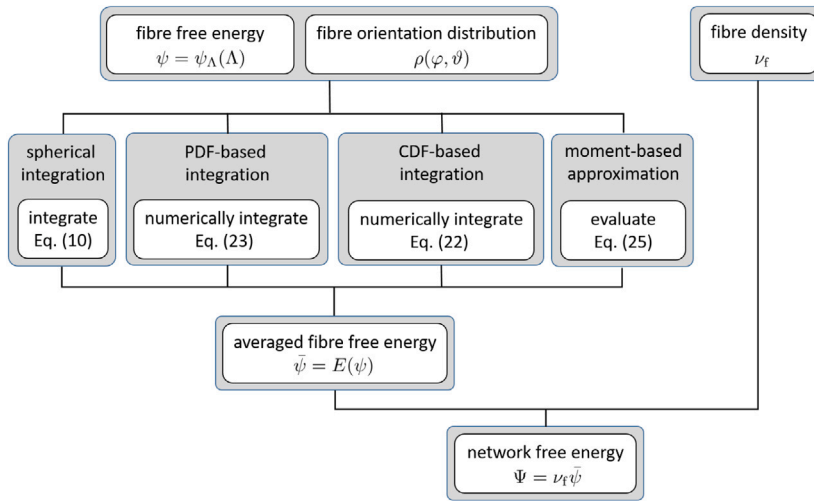 fibre free energy
ψ = ψ_Λ(Λ)
fibre orientation distribution
ρ(φ, ϑ)
fibre density
ν_f
spherical
integration
integrate
Eq. (10)
PDF-based
integration
numerically integrate
Eq. (23)
CDF-based
integration
numerically integrate
Eq. (22)
moment-based
approximation
evaluate
Eq. (25)
averaged fibre free energy
ψ̄ = E(ψ)
network free energy
Ψ = ν_f ψ̄